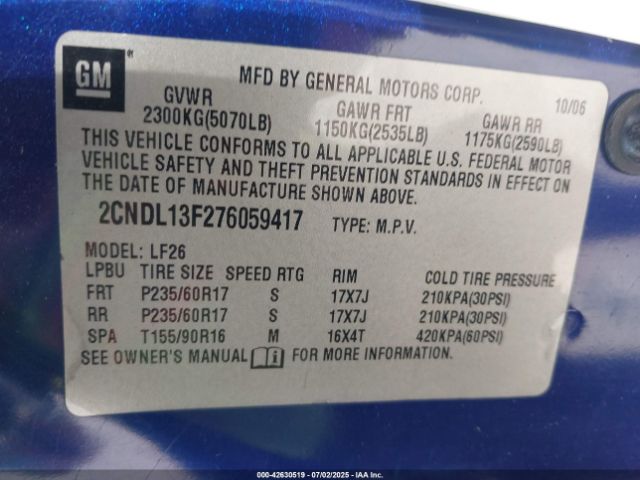 GM ®
MFD BY GENERAL MOTORS CORP. 10/06
GVWR GAWR FRT GAWR RR
2300KG(5070LB) 1150KG(2535LB) 1175KG(2590LB)
THIS VEHICLE CONFORMS TO ALL APPLICABLE U.S. FEDERAL MOTOR
VEHICLE SAFETY AND THEFT PREVENTION STANDARDS IN EFFECT ON
THE DATE OF MANUFACTURE SHOWN ABOVE.
2CNDL13F276059417 TYPE: M.P.V.
MODEL: LF26
LPBU TIRE SIZE SPEED RTG RIM COLD TIRE PRESSURE
FRT P235/60R17 S 17X7J 210KPA(30PSI)
RR P235/60R17 S 17X7J 210KPA(30PSI)
SPA T155/90R16 M 16X4T 420KPA(60PSI)
SEE OWNER'S MANUAL i FOR MORE INFORMATION.
000-42630519 - 07/02/2025 - IAAI.COM